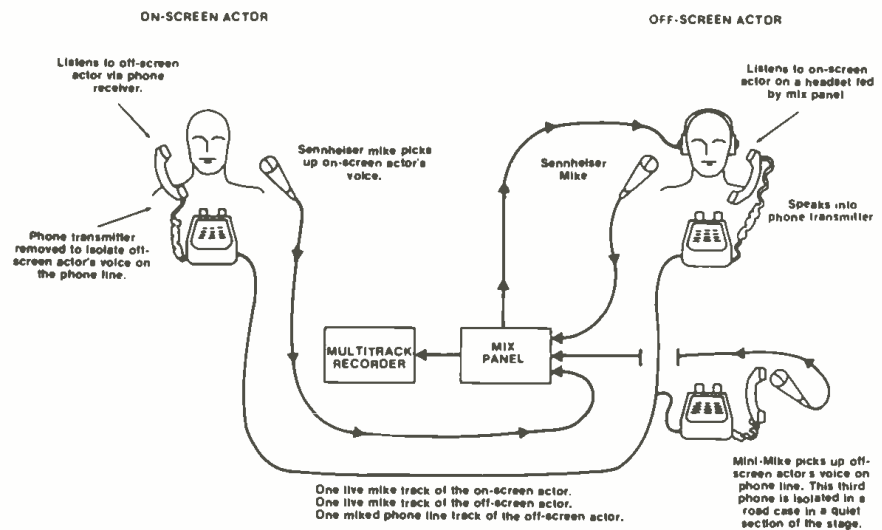 ON-SCREEN ACTOR
OFF-SCREEN ACTOR
Listens to off-screen
actor via phone
receiver.
Sennheiser mike picks
up on-screen actor's
voice.
Phone transmitter
removed to isolate off-
screen actor's voice on
the phone line.
Sennheiser
Mike
Listens to on-screen
actor on a headset fed
by mix panel
Speaks into
phone transmitter
MULTITRACK
RECORDER
MIX
PANEL
Mini-Mike picks up off-
screen actor's voice on
phone line. This third
phone is isolated in a
road case in a quiet
section of the stage.
One live mike track of the on-screen actor.
One live mike track of the off-screen actor.
One miked phone line track of the off-screen actor.